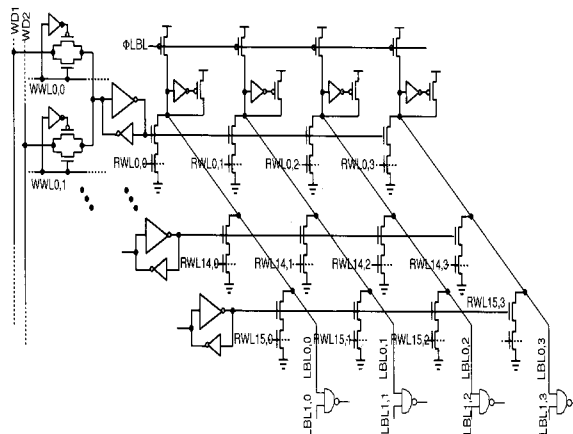 WD1
WD2
ΦLBL
WWL0,0
WWL0,1
RWL0,0 RWL0,1 RWL0,2 RWL0,3
RWL14,0 RWL14,1 RWL14,2 RWL14,3
RWL15,3
RWL15,0 RWL15,1 RWL15,2
LBL0,0 LBL0,1 LBL0,2 LBL0,3
LBL1,0 LBL1,1 LBL1,2 LBL1,3